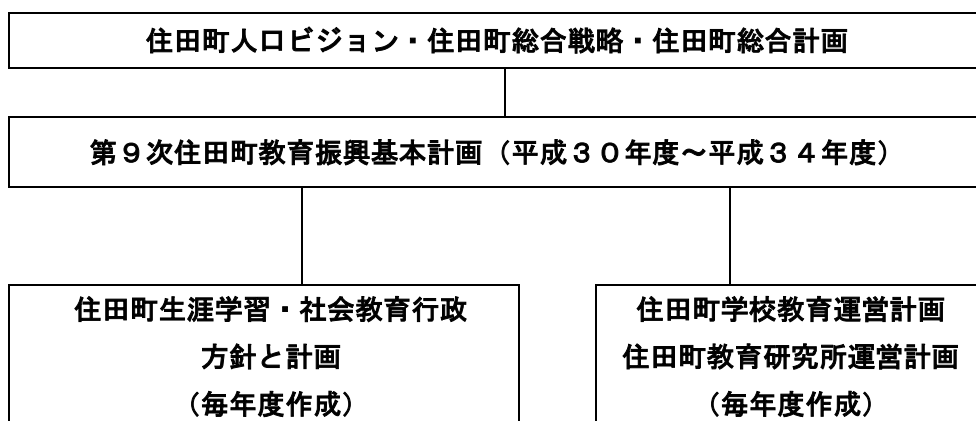 住田町人口ビジョン・住田町総合戦略・住田町総合計画
第９次住田町教育振興基本計画（平成３０年度～平成３４年度）
住田町生涯学習・社会教育行政
方針と計画
（毎年度作成）
住田町学校教育運営計画
住田町教育研究所運営計画
（毎年度作成）